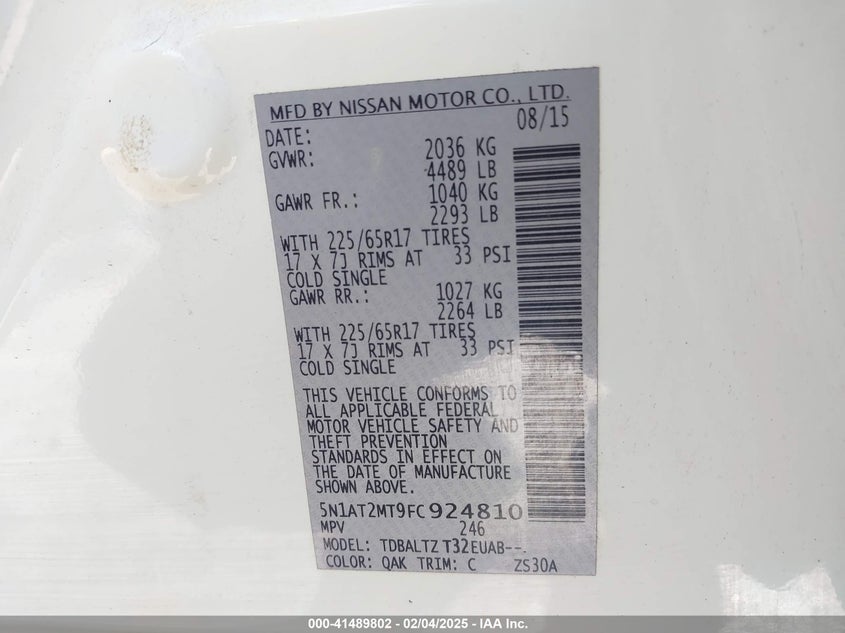 MFD BY NISSAN MOTOR CO., LTD.
DATE: 08/15
GVWR: 2036 KG
4489 LB
GAWR FR.: 1040 KG
2293 LB
WITH 225/65R17 TIRES
17 X 7J RIMS AT 33 PSI
COLD SINGLE
GAWR RR.: 1027 KG
2264 LB
WITH 225/65R17 TIRES
17 X 7J RIMS AT 33 PSI
COLD SINGLE
THIS VEHICLE CONFORMS TO
ALL APPLICABLE FEDERAL
MOTOR VEHICLE SAFETY AND
THEFT PREVENTION
STANDARDS IN EFFECT ON
THE DATE OF MANUFACTURE
SHOWN ABOVE.
5N1AT2MT9FC924810
MPV 246
MODEL: TDBALTZ T32EUAB--
COLOR: QAK TRIM: C ZS30A
000-41489802 - 02/04/2025 - IAA Inc.